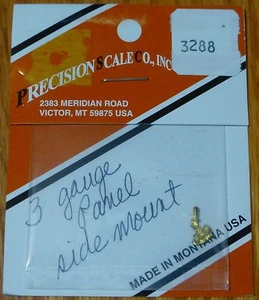 3288
PRECISION SCALE CO., INC
2383 MERIDIAN ROAD
VICTOR, MT 59875 USA
3 gauge
Panel
side mount
MADE IN MONTANA USA